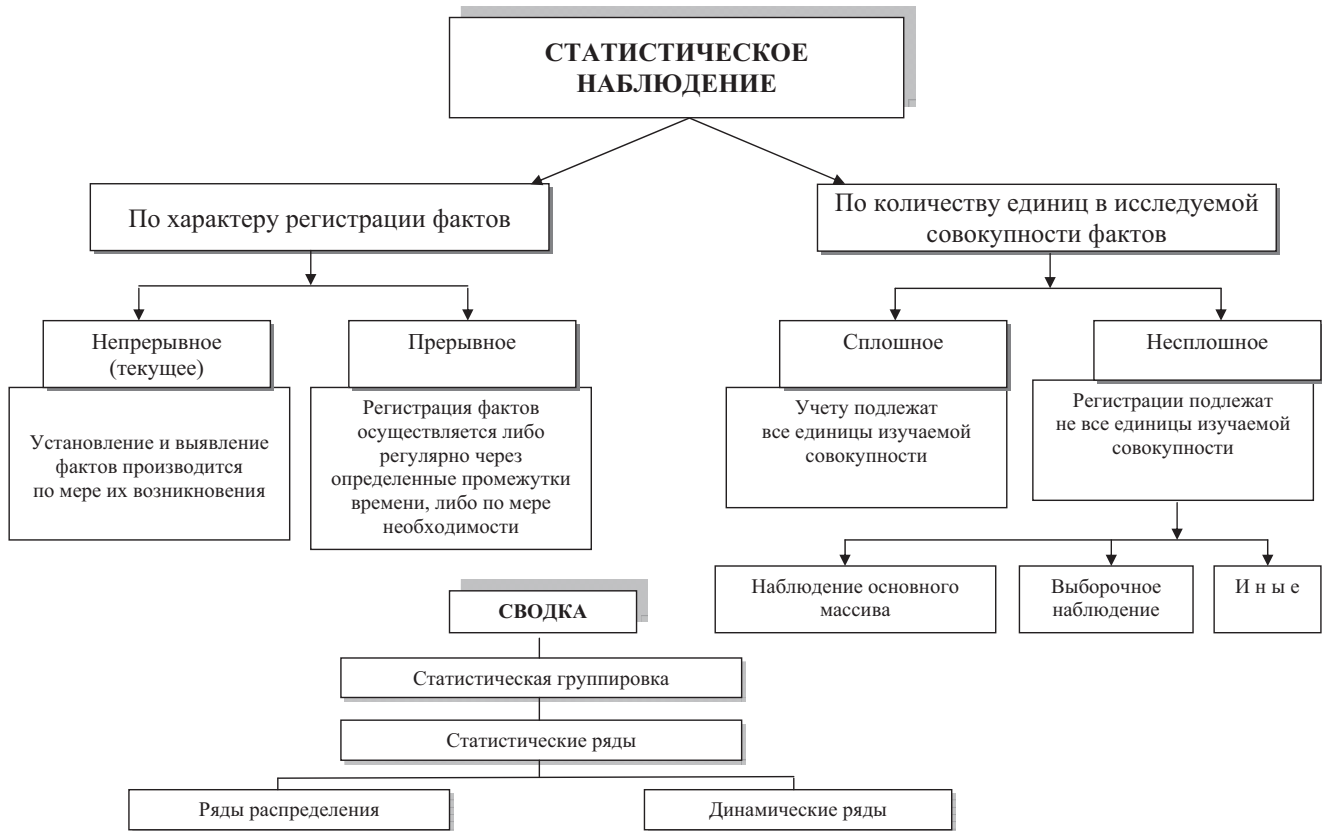 СТАТИСТИЧЕСКОЕ
НАБЛЮДЕНИЕ
По характеру регистрации фактов
По количеству единиц в исследуемой
совокупности фактов
Непрерывное
(текущее)
Прерывное
Сплошное
Несплошное
Установление и выявление
фактов производится
по мере их возникновения
Регистрация фактов
осуществляется либо
регулярно через
определенные промежутки
времени, либо по мере
необходимости
Учету подлежат
все единицы изучаемой
совокупности
Регистрации подлежат
не все единицы изучаемой
совокупности
Наблюдение основного
массива
Выборочное
наблюдение
И н ы е
СВОДКА
Статистическая группировка
Статистические ряды
Ряды распределения
Динамические ряды